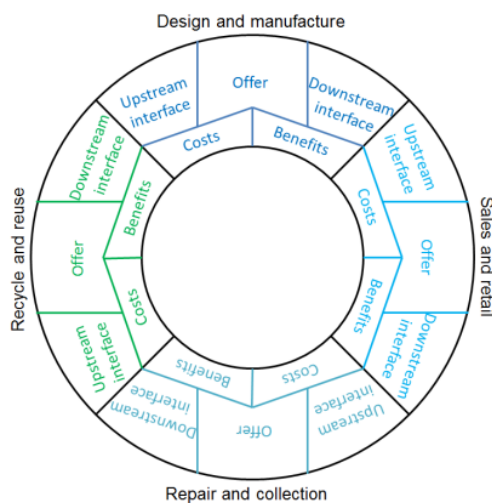 Design and manufacture
Upstream
interface
Offer
Downstream
interface
Costs
Benefits
Upstream
interface
Offer
Downstream
interface
Costs
Benefits
Sales and retail
Upstream
interface
Offer
Downstream
interface
Costs
Benefits
Repair and collection
Upstream
interface
Offer
Downstream
interface
Costs
Benefits
Recycle and reuse